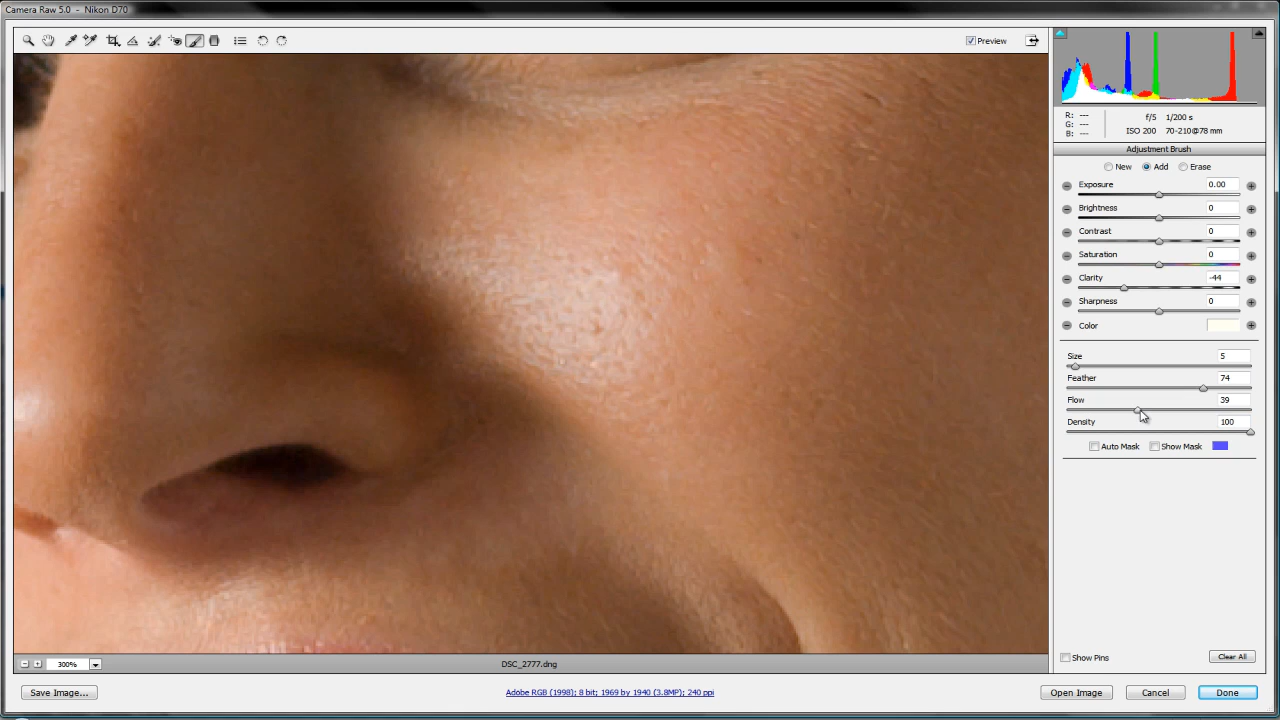 Camera Raw 5.0 - Nikon D70
Preview
R: ---
G: ---
B: ---
f/5 1/200 s
ISO 200 70-210@78 mm
Adjustment Brush
New Add Erase
Exposure 0.00
Brightness 0
Contrast 0
Saturation 0
Clarity -44
Sharpness 0
Color
Size 5
Feather 74
Flow 39
Density 100
Auto Mask Show Mask
Show Pins Clear All
300% DSC_2777.dng
Save Image... Adobe RGB (1998); 8 bit; 1969 by 1940 (3.8MP); 240 ppi Open Image Cancel Done